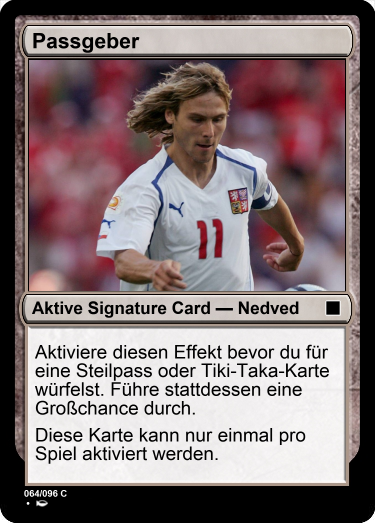 Passgeber
11
Aktive Signature Card — Nedved
Aktiviere diesen Effekt bevor du für
eine Steilpass oder Tiki-Taka-Karte
würfelst. Führe stattdessen eine
Großchance durch.
Diese Karte kann nur einmal pro
Spiel aktiviert werden.
064/096 C